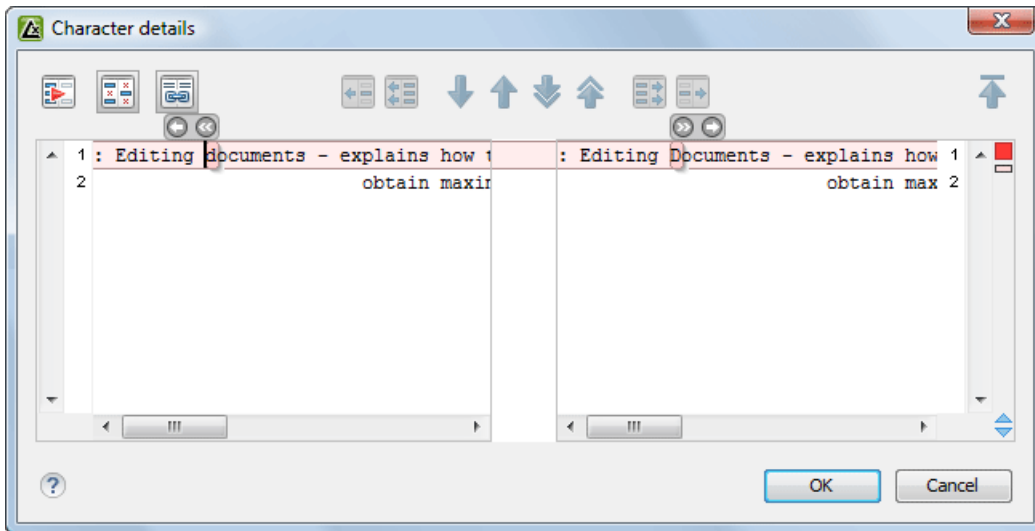 Character details
1 : Editing documents - explains how t
: Editing Documents - explains how 1
2 obtain maxin
obtain max 2
OK
Cancel